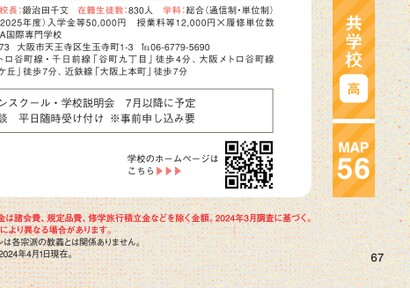 校長：鍛治田千文　在籍生徒数：830人　学科：総合（通信制・単位制）
（2025年度）入学金等50,000円　授業料等12,000円×履修単位数
A国際専門学校
73　大阪市天王寺区生玉寺町1-3　℡06-6779-5690
トロ谷町線・千日前線「谷町九丁目」徒歩4分、大阪メトロ谷町線
ケ丘」徒歩7分、近鉄線「大阪上本町」徒歩7分
ンスクール・学校説明会　7月以降に予定
談　平日随時受け付け　※事前申し込み要
学校のホームページは
こちら▶▶▶
共学校
高
MAP
56
金は諸会費、規定品費、修学旅行積立金などを除く金額。2024年3月調査に基づく。
により異なる場合があります。
ンは各宗派の教義とは関係ありません。
2024年4月1日現在。
67